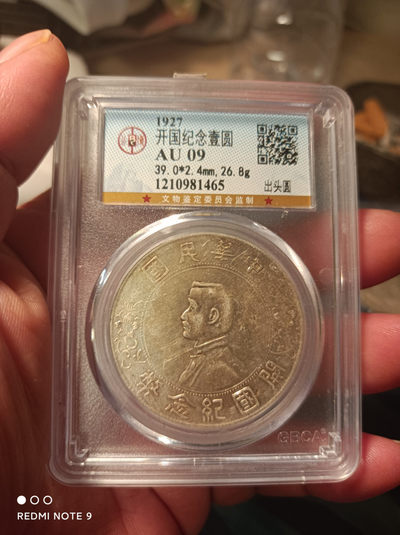 1927
开国纪念壹圆
AU 09
39.0*2.4mm,26.8g
1210981465
出头圆
★ 文物鉴定委员会监制 ★
國民華中
幣念紀國開
GBCA
REDMI NOTE 9